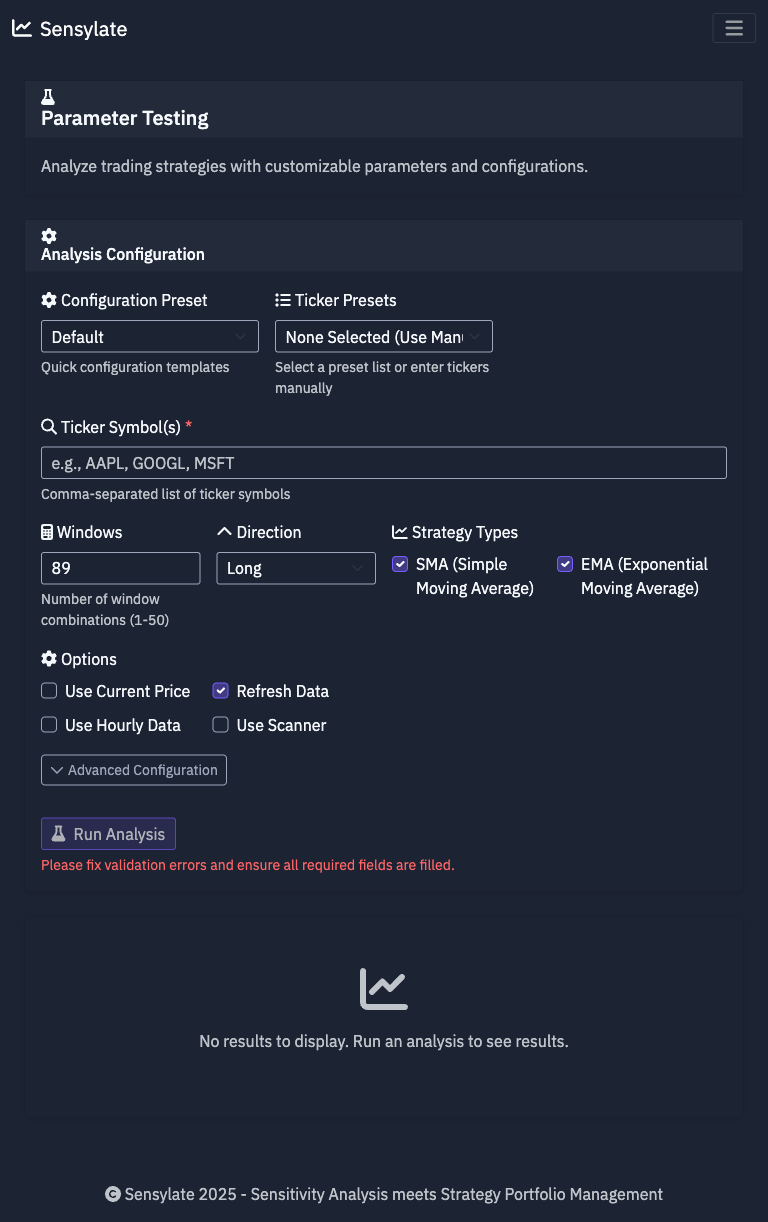 Sensylate
Parameter Testing
Analyze trading strategies with customizable parameters and configurations.
Analysis Configuration
Configuration Preset
Default
Quick configuration templates
Ticker Presets
None Selected (Use Manu
Select a preset list or enter tickers
manually
Ticker Symbol(s) *
e.g., AAPL, GOOGL, MSFT
Comma-separated list of ticker symbols
Windows
89
Number of window
combinations (1-50)
Direction
Long
Strategy Types
SMA (Simple
Moving Average)
EMA (Exponential
Moving Average)
Options
Use Current Price
Refresh Data
Use Hourly Data
Use Scanner
Advanced Configuration
Run Analysis
Please fix validation errors and ensure all required fields are filled.
No results to display. Run an analysis to see results.
© Sensylate 2025 - Sensitivity Analysis meets Strategy Portfolio Management